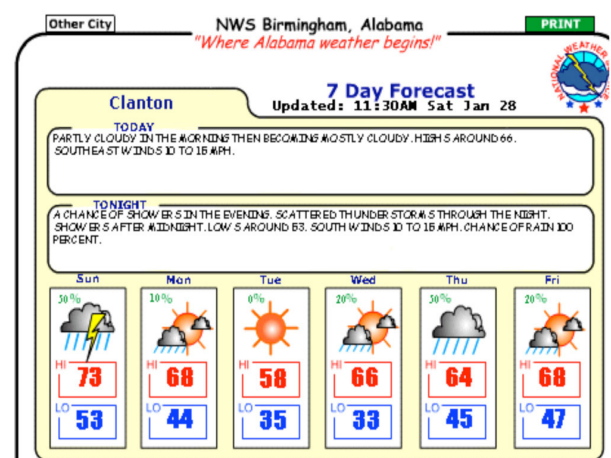 Other City
NWS Birmingham, Alabama
PRINT
"Where Alabama weather begins!"
NATIONAL WEATHER
7 Day Forecast
Clanton
Updated: 11:30AM Sat Jan 28
TODAY
PARTLY CLOUDY IN THE MORNING THEN BECOMING MOSTLY CLOUDY. HIGHS AROUND 66.
SOUTHEAST WINDS 10 TO 15 MPH.
TONIGHT
A CHANCE OF SHOWERS IN THE EVENING. SCATTERED THUNDERSTORMS THROUGH THE NIGHT.
SHOWERS AFTER MIDNIGHT. LOWS AROUND 53. SOUTH WINDS 10 TO 15 MPH. CHANCE OF RAIN 100
PERCENT.
Sun Mon Tue Wed Thu Fri
50% 10% 0% 20% 50% 20%
HI 73 HI 68 HI 58 HI 66 HI 64 HI 68
LO 53 LO 44 LO 35 LO 33 LO 45 LO 47